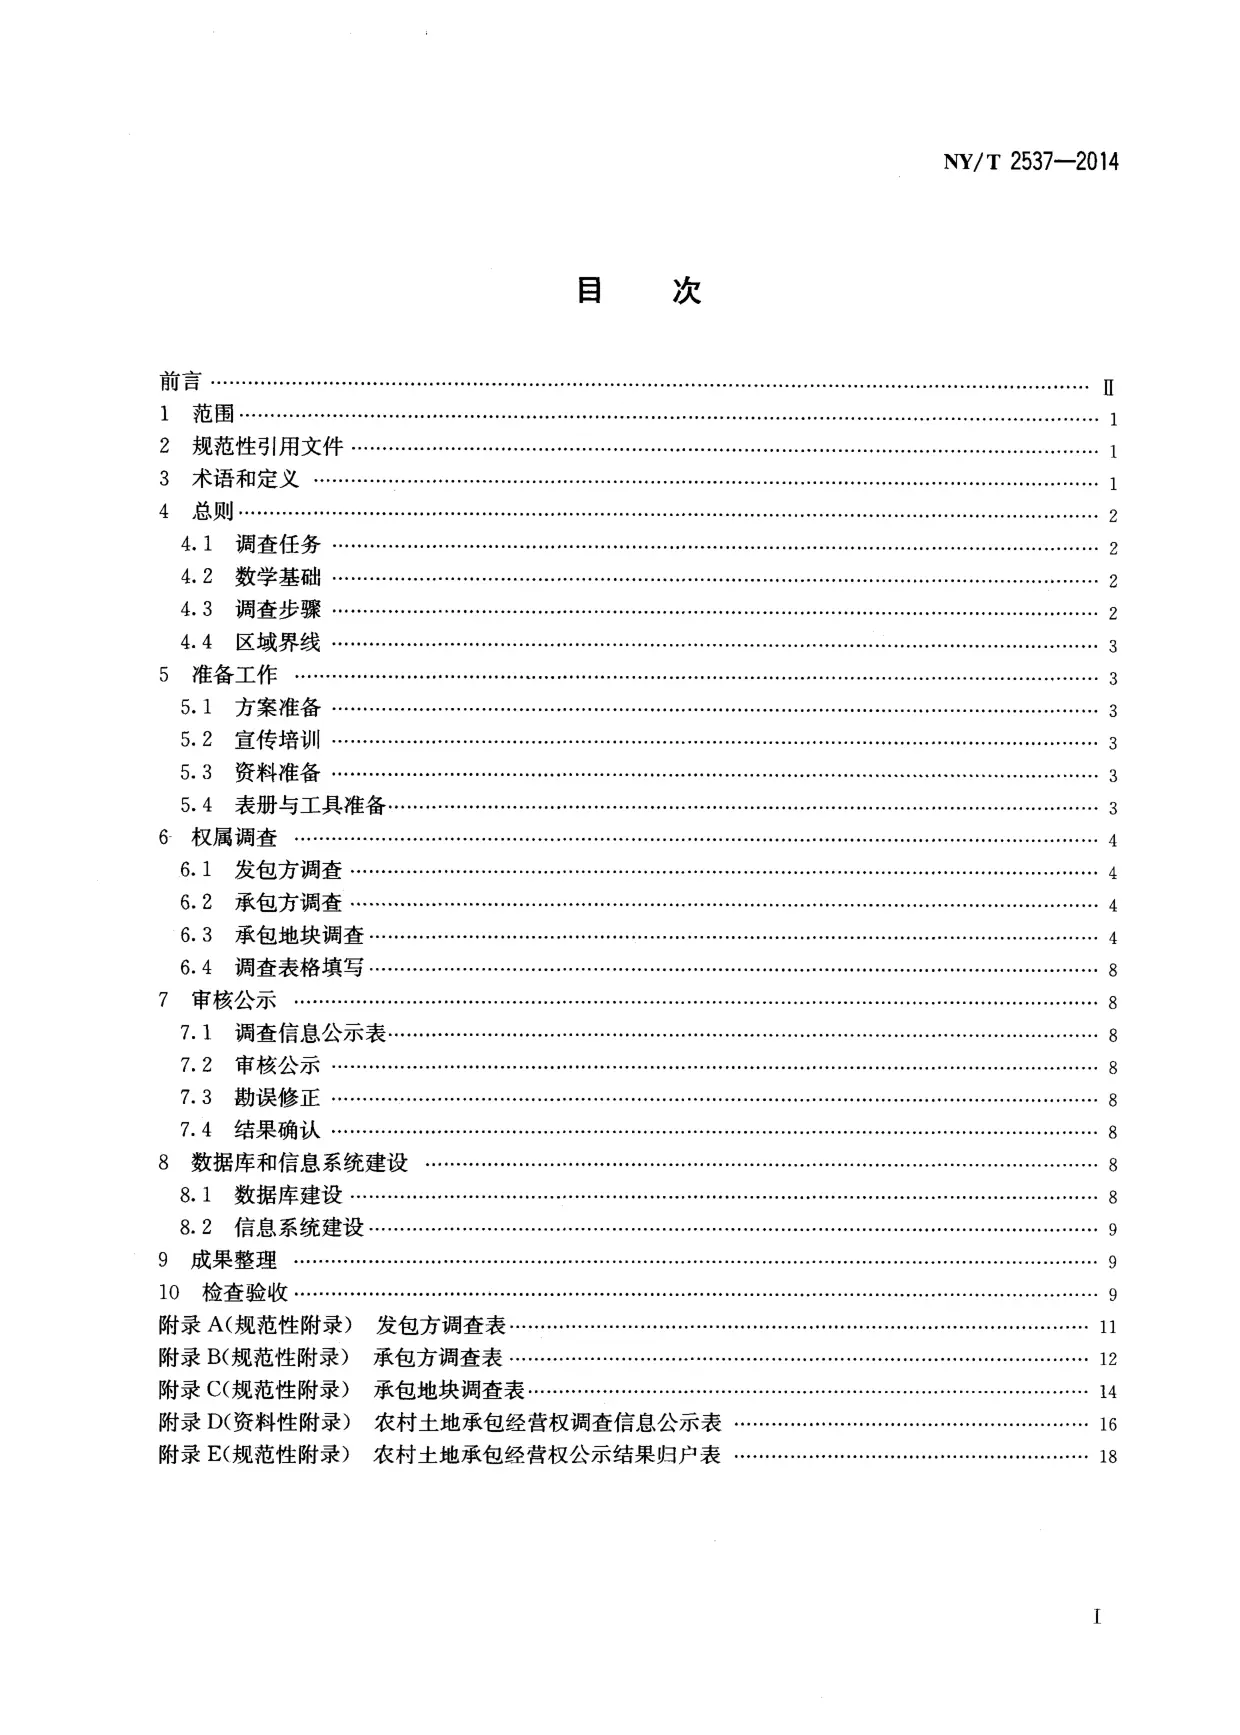 NY/T 2537—2014
目 次
前言 …… Ⅱ
1 范围 …… 1
2 规范性引用文件 …… 1
3 术语和定义 …… 1
4 总则 …… 2
4.1 调查任务 …… 2
4.2 数学基础 …… 2
4.3 调查步骤 …… 2
4.4 区域界线 …… 3
5 准备工作 …… 3
5.1 方案准备 …… 3
5.2 宣传培训 …… 3
5.3 资料准备 …… 3
5.4 表册与工具准备 …… 3
6 权属调查 …… 4
6.1 发包方调查 …… 4
6.2 承包方调查 …… 4
6.3 承包地块调查 …… 4
6.4 调查表格填写 …… 8
7 审核公示 …… 8
7.1 调查信息公示表 …… 8
7.2 审核公示 …… 8
7.3 勘误修正 …… 8
7.4 结果确认 …… 8
8 数据库和信息系统建设 …… 8
8.1 数据库建设 …… 8
8.2 信息系统建设 …… 9
9 成果整理 …… 9
10 检查验收 …… 9
附录 A(规范性附录) 发包方调查表 …… 11
附录 B(规范性附录) 承包方调查表 …… 12
附录 C(规范性附录) 承包地块调查表 …… 14
附录 D(资料性附录) 农村土地承包经营权调查信息公示表 …… 16
附录 E(规范性附录) 农村土地承包经营权公示结果归户表 …… 18
Ⅰ